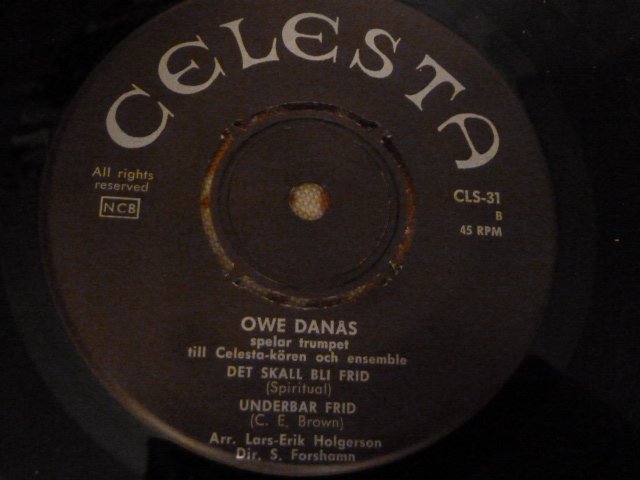 CELESTA
All rights
reserved
NCB
CLS-31
B
45 RPM
OWE DANÅS
spelar trumpet
till Celesta-kören och ensemble
DET SKALL BLI FRID
(Spiritual)
UNDERBAR FRID
(C. E. Brown)
Arr. Lars-Erik Holgerson
Dir. S. Forshamn